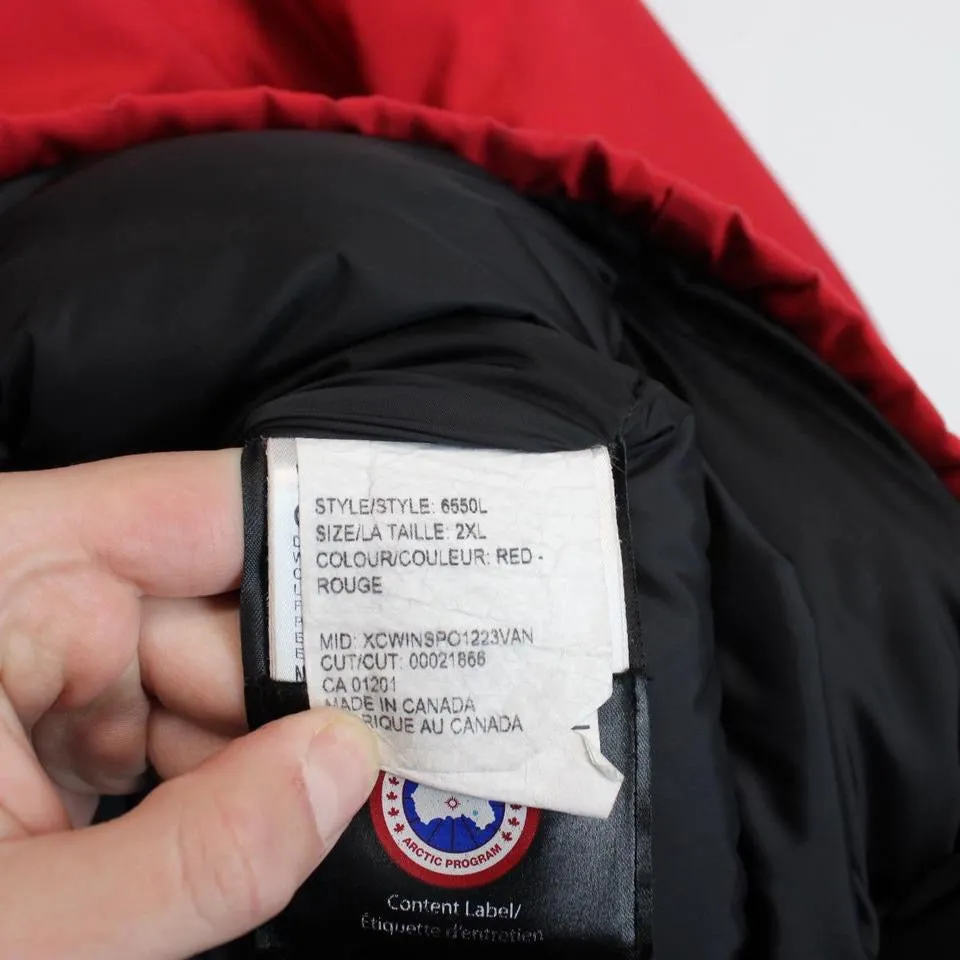 STYLE/STYLE: 6550L
SIZE/LA TAILLE: 2XL
COLOUR/COULEUR: RED -
ROUGE
MID: XCWINSPO1223VAN
CUT/CUT: 00021866
CA 01201
MADE IN CANADA
RIQUE AU CANADA
ARCTIC PROGRAM
Content Label/
Étiquette d'entretien